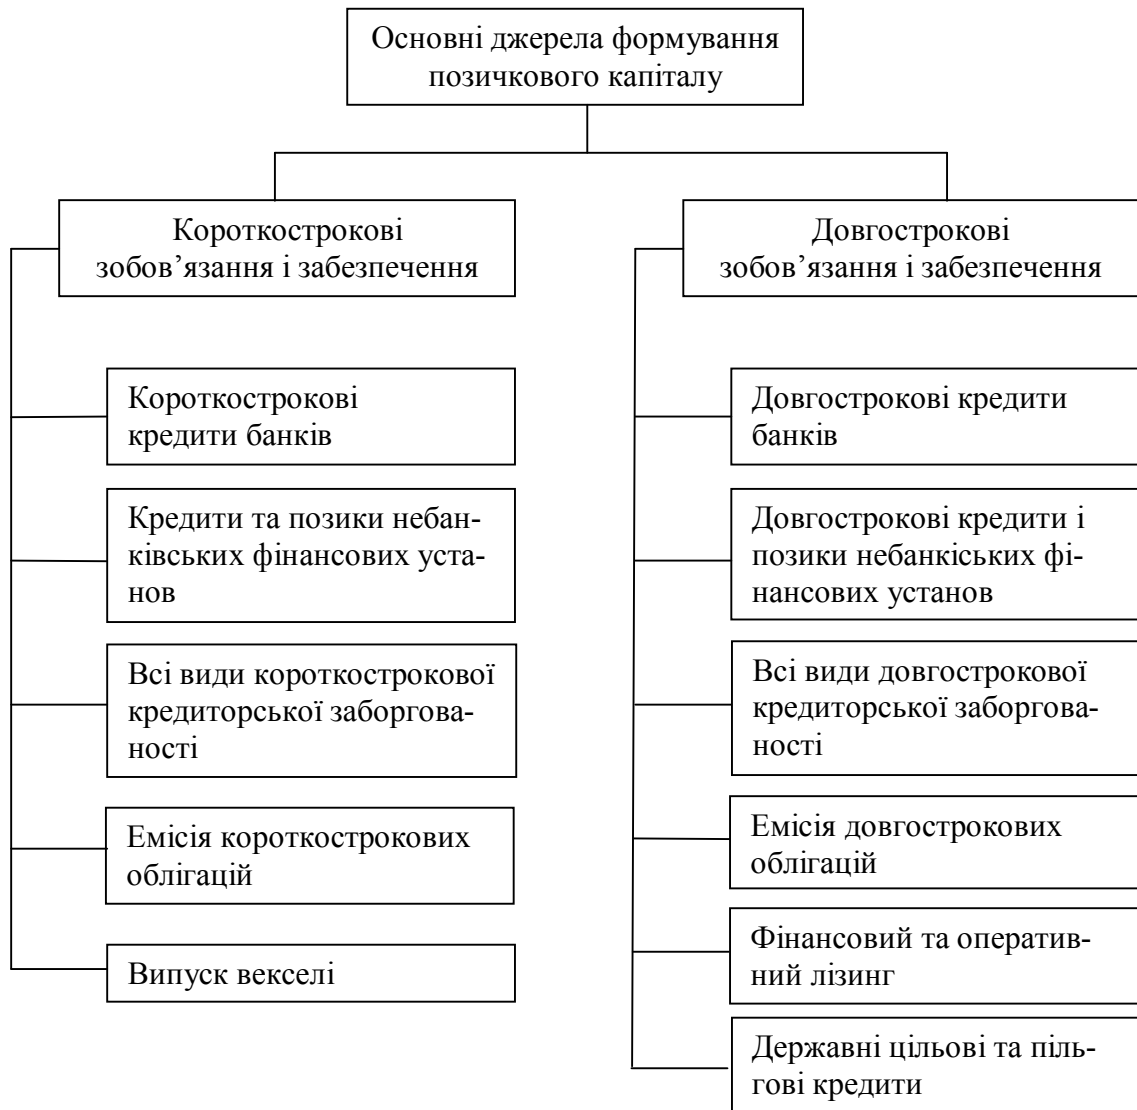 Основні джерела формування
позичкового капіталу
Короткострокові
зобов’язання і забезпечення
Довгострокові
зобов’язання і забезпечення
Короткострокові
кредити банків
Кредити та позики небан-
ківських фінансових уста-
нов
Всі види короткострокової
кредиторської заборгова-
ності
Емісія короткострокових
облігацій
Випуск векселі
Довгострокові кредити
банків
Довгострокові кредити і
позики небанкіських фі-
нансових установ
Всі види довгострокової
кредиторської заборгова-
ності
Емісія довгострокових
облігацій
Фінансовий та оператив-
ний лізинг
Державні цільові та піль-
гові кредити